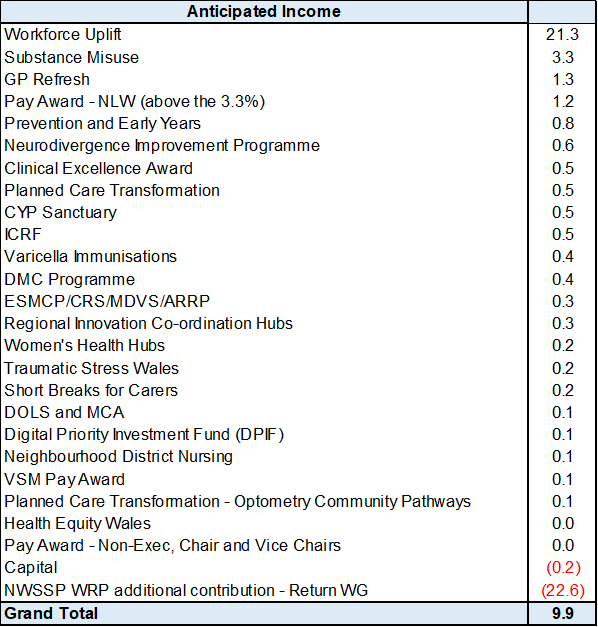 Anticipated Income
Workforce Uplift 21.3
Substance Misuse 3.3
GP Refresh 1.3
Pay Award - NLW (above the 3.3%) 1.2
Prevention and Early Years 0.8
Neurodivergence Improvement Programme 0.6
Clinical Excellence Award 0.5
Planned Care Transformation 0.5
CYP Sanctuary 0.5
ICRF 0.5
Varicella Immunisations 0.4
DMC Programme 0.4
ESMCP/CRS/MDVS/ARRP 0.3
Regional Innovation Co-ordination Hubs 0.3
Women's Health Hubs 0.2
Traumatic Stress Wales 0.2
Short Breaks for Carers 0.2
DOLS and MCA 0.1
Digital Priority Investment Fund (DPIF) 0.1
Neighbourhood District Nursing 0.1
VSM Pay Award 0.1
Planned Care Transformation - Optometry Community Pathways 0.1
Health Equity Wales 0.0
Pay Award - Non-Exec, Chair and Vice Chairs 0.0
Capital (0.2)
NWSSP WRP additional contribution - Return WG (22.6)
Grand Total 9.9